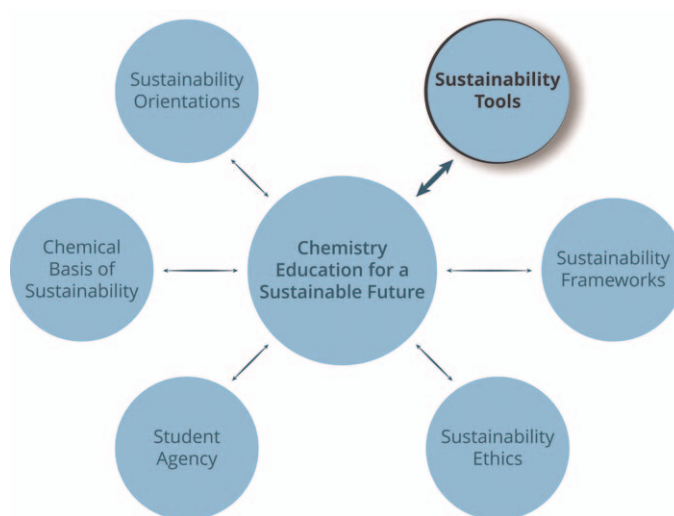 Sustainability
Orientations
Sustainability
Tools
Chemical
Basis of
Sustainability
Chemistry
Education for a
Sustainable Future
Sustainability
Frameworks
Student
Agency
Sustainability
Ethics